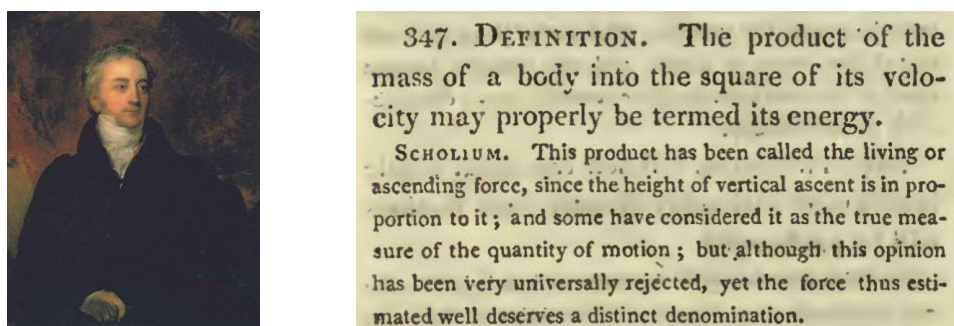 347. DEFINITION. The product of the
mass of a body into the square of its velo-
city may properly be termed its energy.
SCHOLIUM. This product has been called the living or
ascending force, since the height of vertical ascent is in pro-
portion to it; and some have considered it as the true mea-
sure of the quantity of motion; but although this opinion
has been very universally rejected, yet the force thus esti-
mated well deserves a distinct denomination.